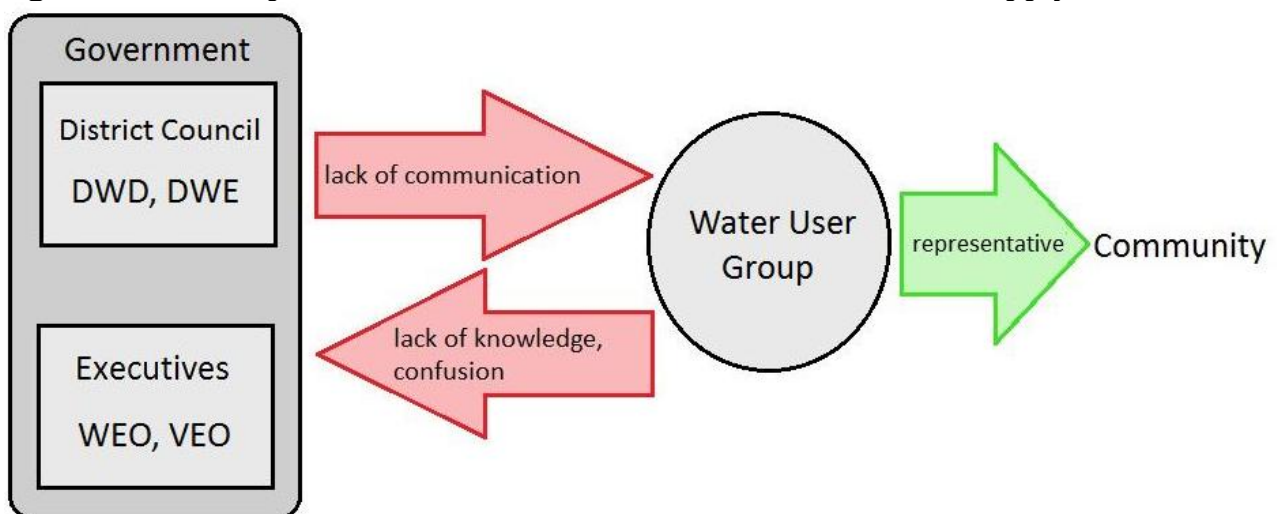 Government
District Council
DWD, DWE
Executives
WEO, VEO
lack of communication
lack of knowledge,
confusion
Water User
Group
representative
Community